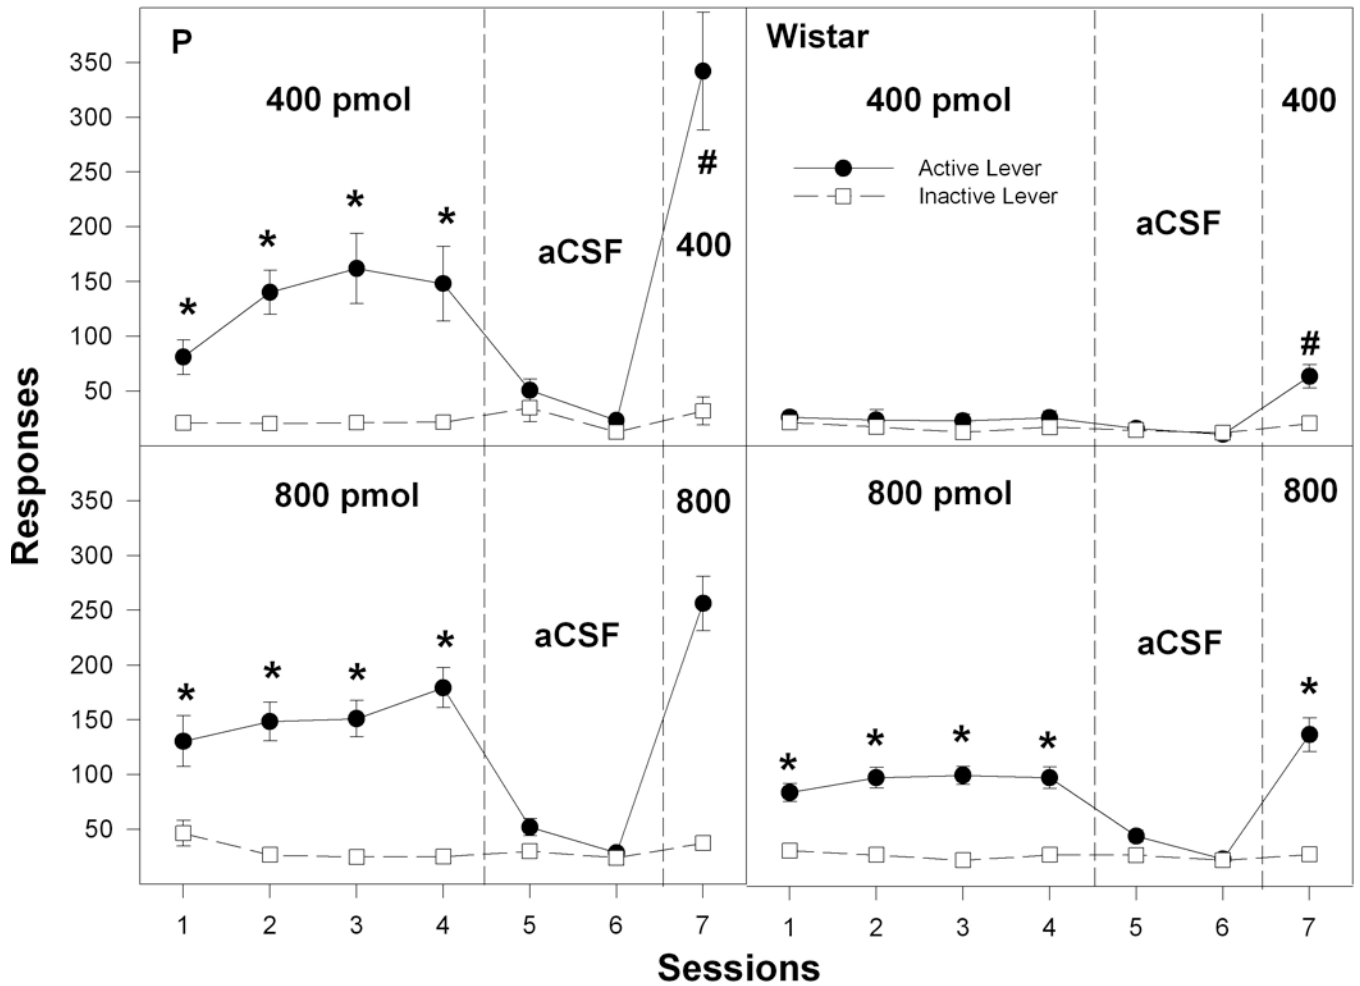 P
400 pmol
aCSF
400
#
*
*
*
*
350
300
250
200
150
100
50
Wistar
400 pmol
400
Active Lever
Inactive Lever
aCSF
#
Responses
800 pmol
800
aCSF
*
*
*
*
350
300
250
200
150
100
50
800 pmol
800
aCSF
*
*
*
*
*
1 2 3 4 5 6 7
1 2 3 4 5 6 7
Sessions